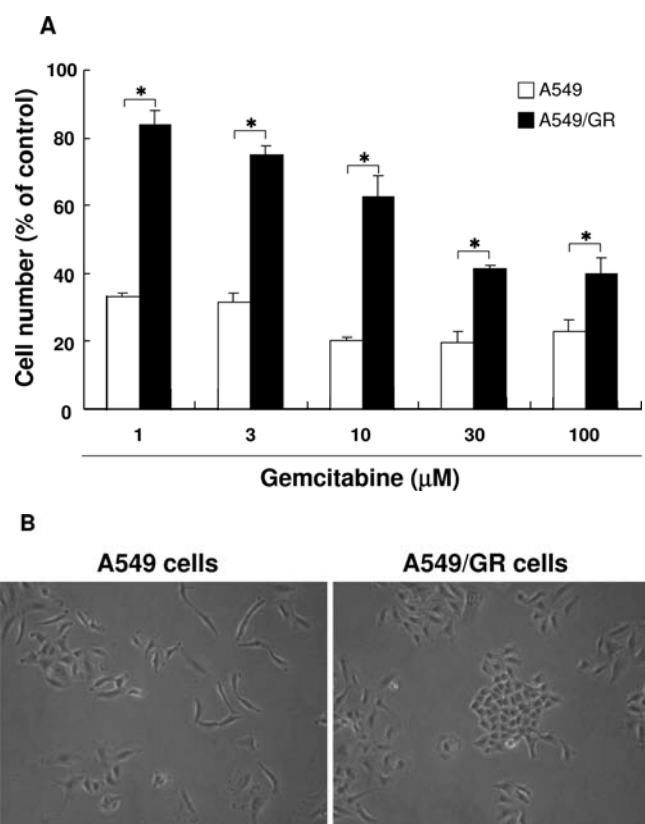 A
100
80
60
40
20
0
Cell number (% of control)
*
*
*
*
*
A549
A549/GR
1 3 10 30 100
Gemcitabine (μM)
B
A549 cells A549/GR cells